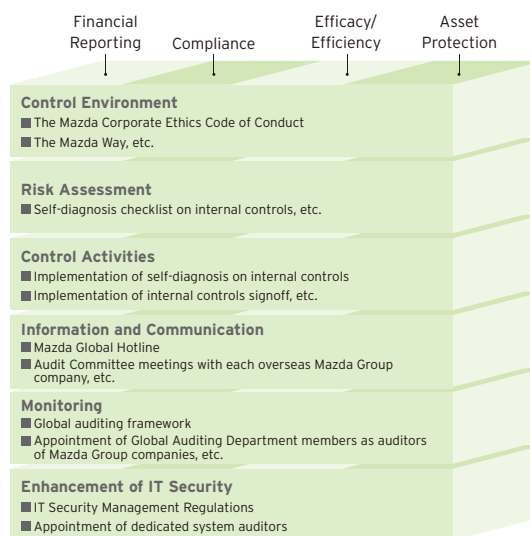 Financial
Reporting
Compliance
Efficacy/
Efficiency
Asset
Protection
Control Environment
■ The Mazda Corporate Ethics Code of Conduct
■ The Mazda Way, etc.
Risk Assessment
■ Self-diagnosis checklist on internal controls, etc.
Control Activities
■ Implementation of self-diagnosis on internal controls
■ Implementation of internal controls signoff, etc.
Information and Communication
■ Mazda Global Hotline
■ Audit Committee meetings with each overseas Mazda Group
company, etc.
Monitoring
■ Global auditing framework
■ Appointment of Global Auditing Department members as auditors
of Mazda Group companies, etc.
Enhancement of IT Security
■ IT Security Management Regulations
■ Appointment of dedicated system auditors